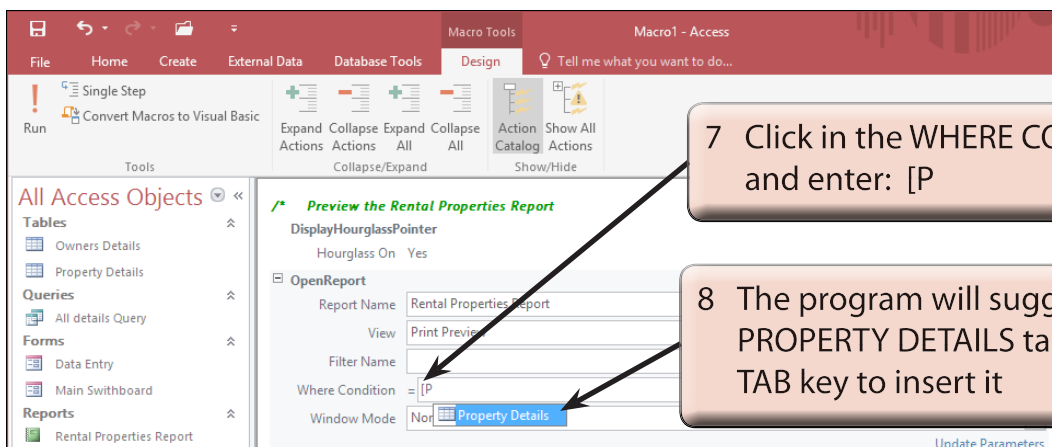 Macro Tools
Macro1 - Access
File Home Create External Data Database Tools Design Tell me what you want to do...
Run
Single Step
Convert Macros to Visual Basic
Tools
Expand Actions
Collapse Actions
Expand All
Collapse All
Collapse/Expand
Action Catalog
Show All Actions
Show/Hide
All Access Objects
Tables
Owners Details
Property Details
Queries
All details Query
Forms
Data Entry
Main Swithboard
Reports
Rental Properties Report
/* Preview the Rental Properties Report
DisplayHourglassPointer
Hourglass On Yes
OpenReport
Report Name Rental Properties Report
View Print Preview
Filter Name
Where Condition = [P
Property Details
Window Mode Nor
Update Parameters
7 Click in the WHERE CO
and enter: [P
8 The program will sugg
PROPERTY DETAILS ta
TAB key to insert it